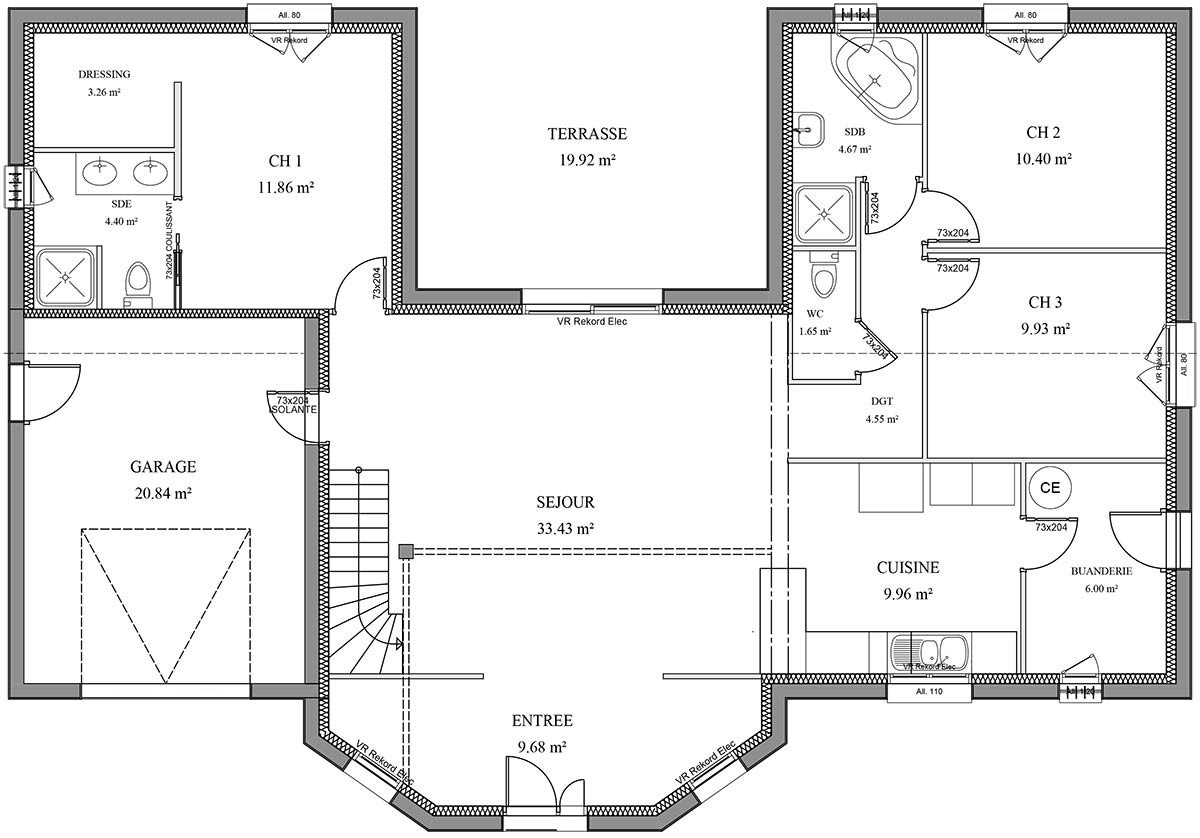 All. 80
VR Rekord
DRESSING
3.26 m²
CH 1
11.86 m²
SDE
4.40 m²
73x204 COULISSANT
73x204
TERRASSE
19.92 m²
VR Rekord Elec
All. 80
VR Rekord
SDB
4.67 m²
CH 2
10.40 m²
73x204
73x204
73x204
CH 3
9.93 m²
WC
1.65 m²
73x204
VR Rekord
All. 80
DGT
4.55 m²
73x204
ISOLANTE
GARAGE
20.84 m²
SEJOUR
33.43 m²
CE
73x204
CUISINE
9.96 m²
BUANDERIE
6.00 m²
VR Rekord Elec
All. 110
ENTREE
9.68 m²
VR Rekord Elec
VR Rekord Elec